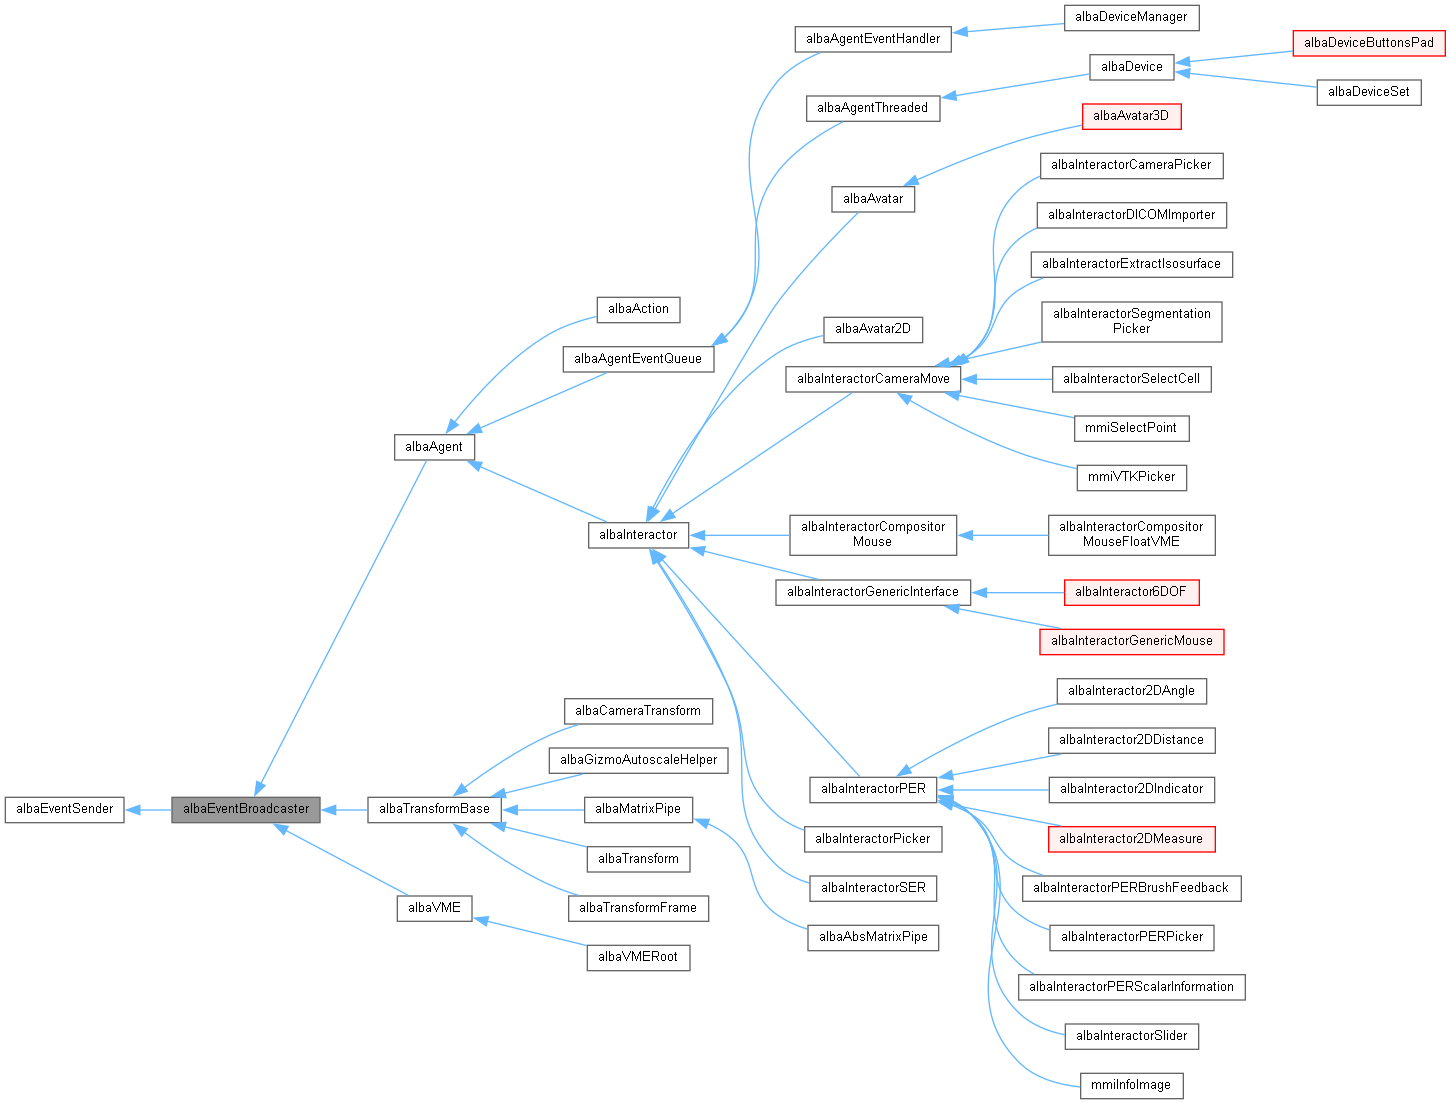 albaDeviceManager
albaAgentEventHandler
albaDeviceButtonsPad
albaDevice
albaDeviceSet
albaAgentThreaded
albaAvatar3D
albaInteractorCameraPicker
albaAvatar
albaInteractorDICOMImporter
albaInteractorExtractIsosurface
albaAction
albaInteractorSegmentation
Picker
albaAvatar2D
albaAgentEventQueue
albaInteractorCameraMove
albaInteractorSelectCell
mmiSelectPoint
albaAgent
mmiVTKPicker
albaInteractor
albaInteractorCompositor
Mouse
albaInteractorCompositor
MouseFloatVME
albaInteractorGenericInterface
albaInteractor6DOF
albaInteractorGenericMouse
albaInteractor2DAngle
albaCameraTransform
albaInteractor2DDistance
albaGizmoAutoscaleHelper
albaInteractorPER
albaInteractor2DIndicator
albaEventSender
albaEventBroadcaster
albaTransformBase
albaMatrixPipe
albaInteractorPicker
albaInteractor2DMeasure
albaTransform
albaInteractorSER
albaInteractorPERBrushFeedback
albaVME
albaTransformFrame
albaAbsMatrixPipe
albaInteractorPERPicker
albaVMERoot
albaInteractorPERScalarInformation
albaInteractorSlider
mmiInfoImage